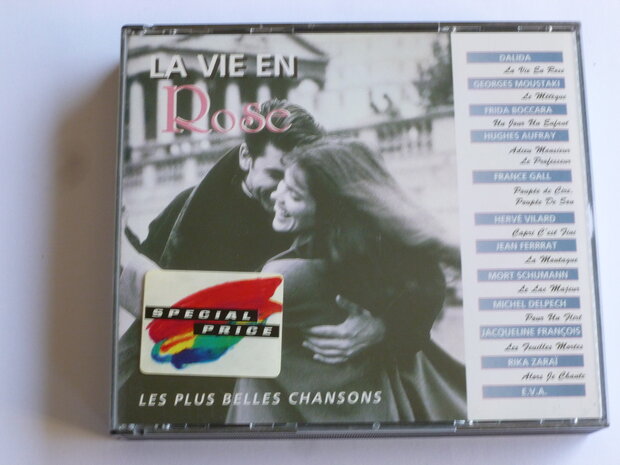 LA VIE EN
Rose
SPECIAL
PRICE
LES PLUS BELLES CHANSONS
DALIDA
La Vie En Rose
GEORGES MOUSTAKI
Le Métèque
FRIDA BOCCARA
Un Jour Un Enfant
HUGHES AUFRAY
Adieu Monsieur
Le Professeur
FRANCE GALL
Poupée de Cire,
Poupée De Son
HERVÉ VILARD
Capri C'est Fini
JEAN FERRRAT
La Montagne
MORT SCHUMANN
Le Lac Majeur
MICHEL DELPECH
Pour Un Flirt
JACQUELINE FRANÇOIS
Les Feuilles Mortes
RIKA ZARAÏ
Alors Je Chante
E.V.A.